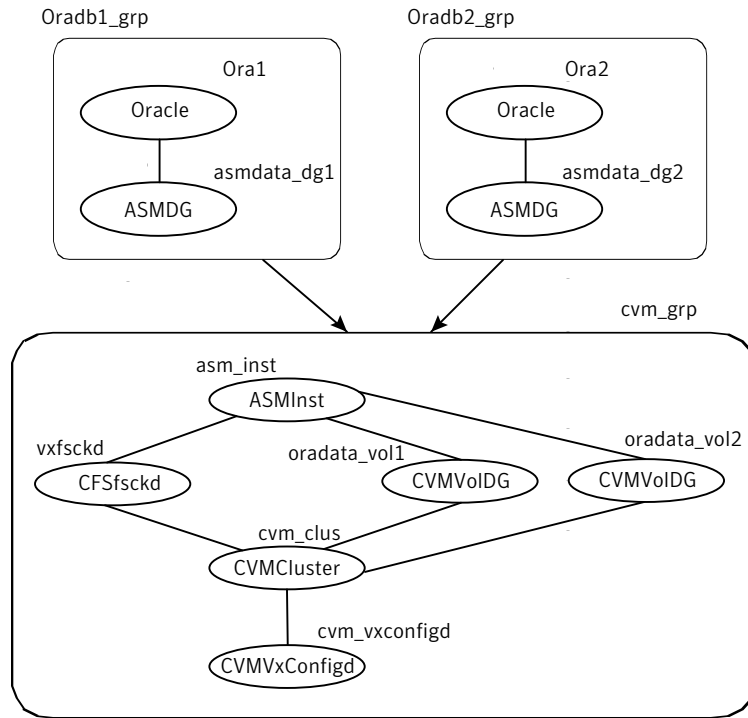 Oradb1_grp
Oradb2_grp
Ora1
Ora2
Oracle
Oracle
asmdata_dg1
asmdata_dg2
ASMDG
ASMDG
cvm_grp
asm_inst
ASMInst
vxfsckd
oradata_vol1
oradata_vol2
CFSfsckd
CVMVolDG
CVMVolDG
cvm_clus
CVMCluster
cvm_vxconfigd
CVMVxConfigd